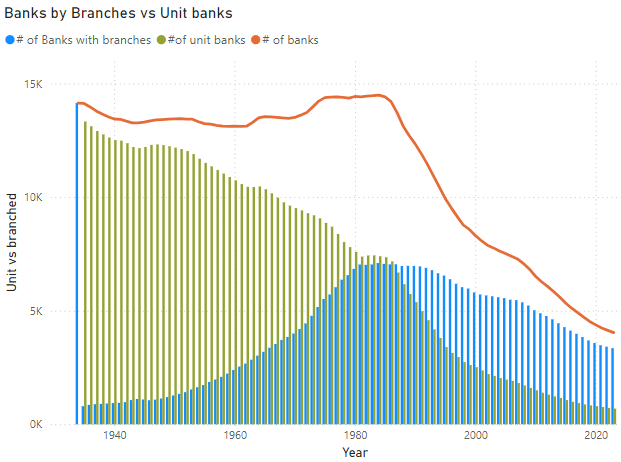 Banks by Branches vs Unit banks
# of Banks with branches #of unit banks # of banks
15K
10K
5K
0K
Unit vs branched
1940 1960 1980 2000 2020
Year